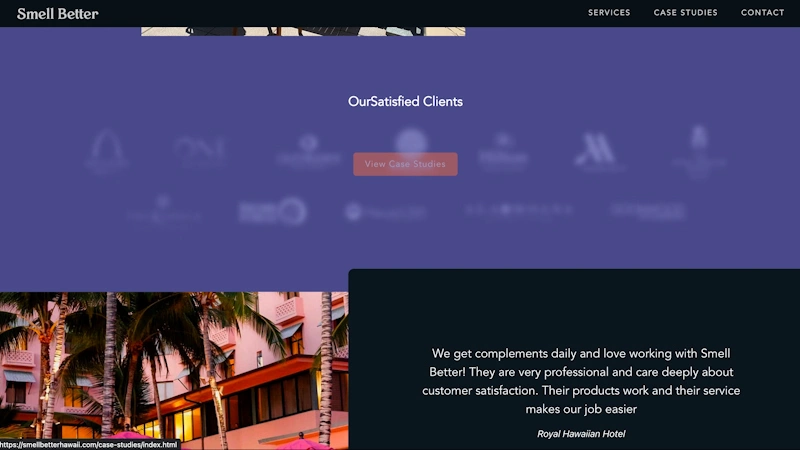 Smell Better
SERVICES CASE STUDIES CONTACT
OurSatisfied Clients
View Case Studies
We get complements daily and love working with Smell
Better! They are very professional and care deeply about
customer satisfaction. Their products work and their service
makes our job easier
Royal Hawaiian Hotel
https://smellbetterhawaii.com/case-studies/index.html